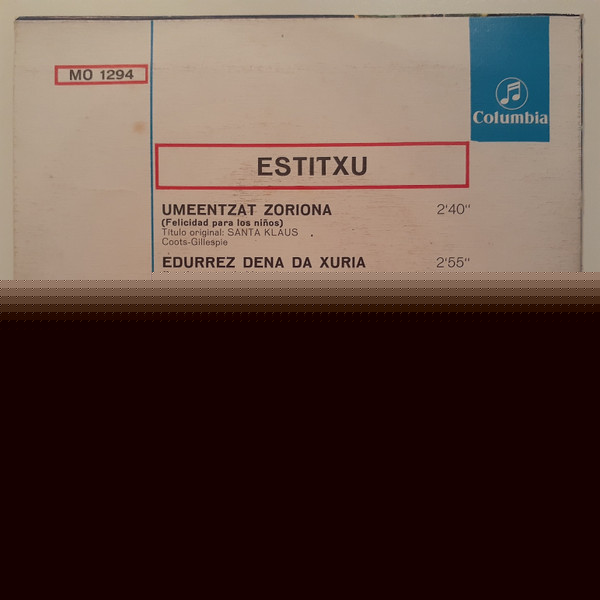 MO 1294
Columbia
ESTITXU
UMEENTZAT ZORIONA 2'40"
(Felicidad para los niños)
Título original: SANTA KLAUS
Coots-Gillespie
EDURREZ DENA DA XURIA 2'55"